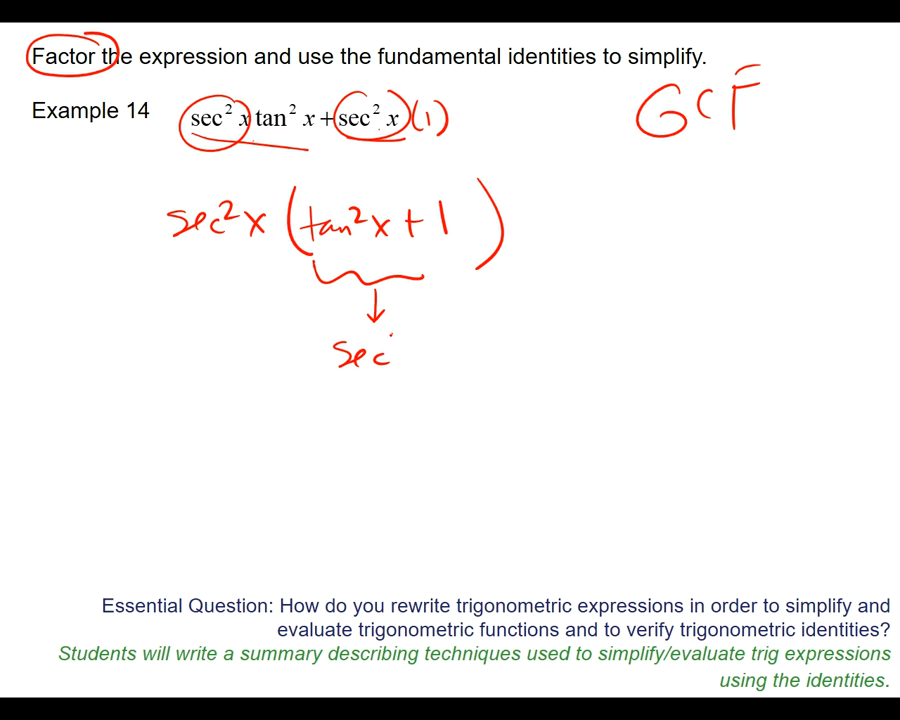 Factor the expression and use the fundamental identities to simplify.
GCF
Example 14 sec² x tan² x + sec² x (1)
sec²x (tan²x + 1)
sec
Essential Question: How do you rewrite trigonometric expressions in order to simplify and
evaluate trigonometric functions and to verify trigonometric identities?
Students will write a summary describing techniques used to simplify/evaluate trig expressions
using the identities.